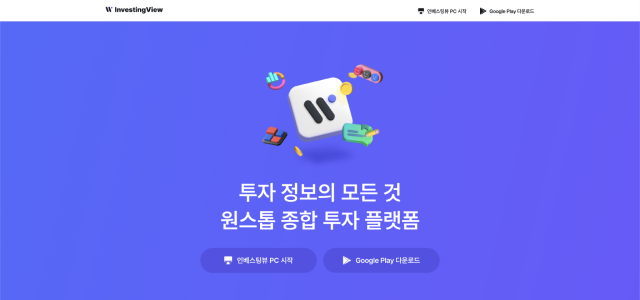 InvestingView
인베스팅뷰 PC 시작
Google Play 다운로드
투자 정보의 모든 것
원스톱 종합 투자 플랫폼
인베스팅뷰 PC 시작
Google Play 다운로드